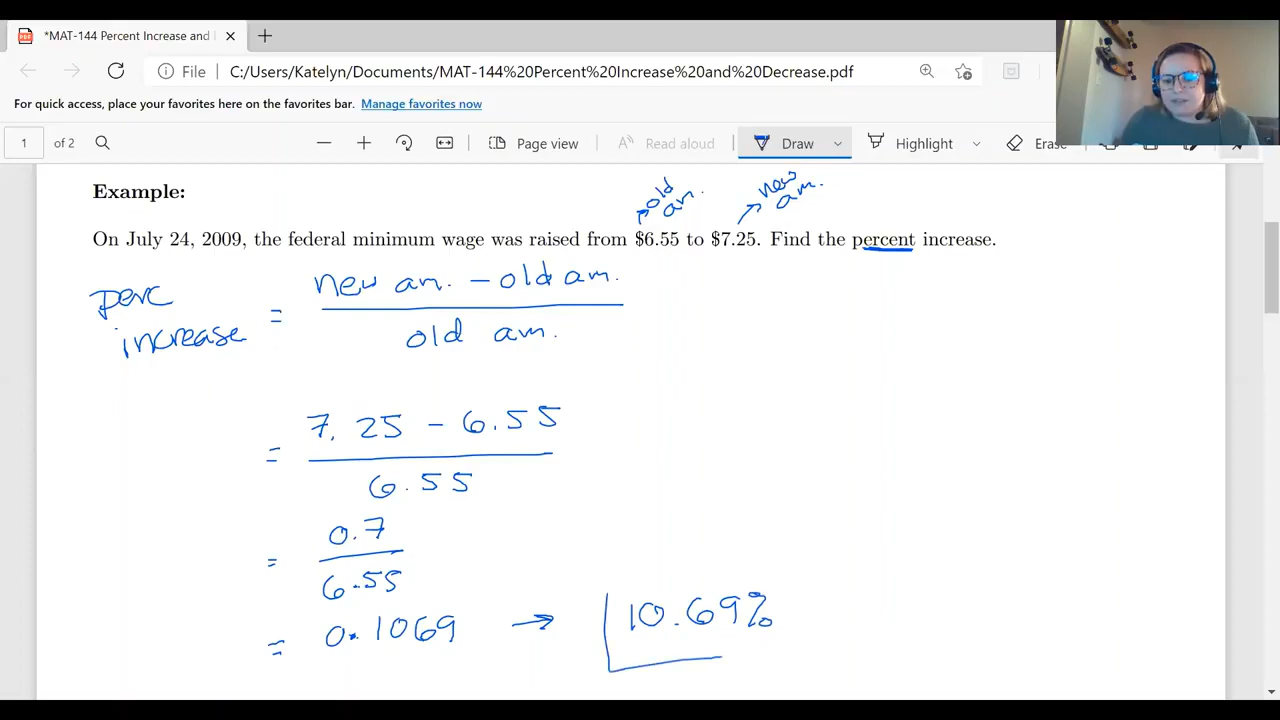 *MAT-144 Percent Increase and
File C:/Users/Katelyn/Documents/MAT-144%20Percent%20Increase%20and%20Decrease.pdf
For quick access, place your favorites here on the favorites bar. Manage favorites now
1 of 2 Page view Read aloud Draw Highlight Erase
Example:
old am. new am.
On July 24, 2009, the federal minimum wage was raised from $6.55 to $7.25. Find the percent increase.
perc increase = new am. - old am.
old am.
= 7.25 - 6.55
6.55
= 0.7
6.55
= 0.1069 → 10.69%